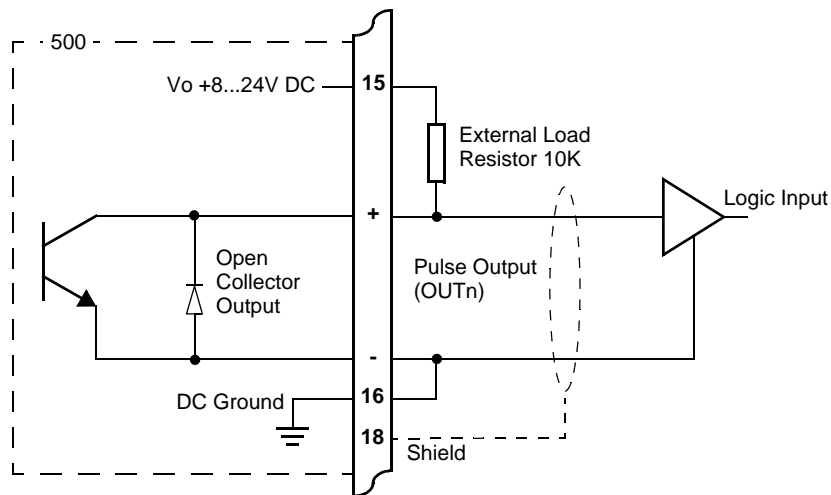 500
Vo +8...24V DC
15
External Load
Resistor 10K
Logic Input
+
Open
Collector
Output
Pulse Output
(OUTn)
-
DC Ground
16
18
Shield